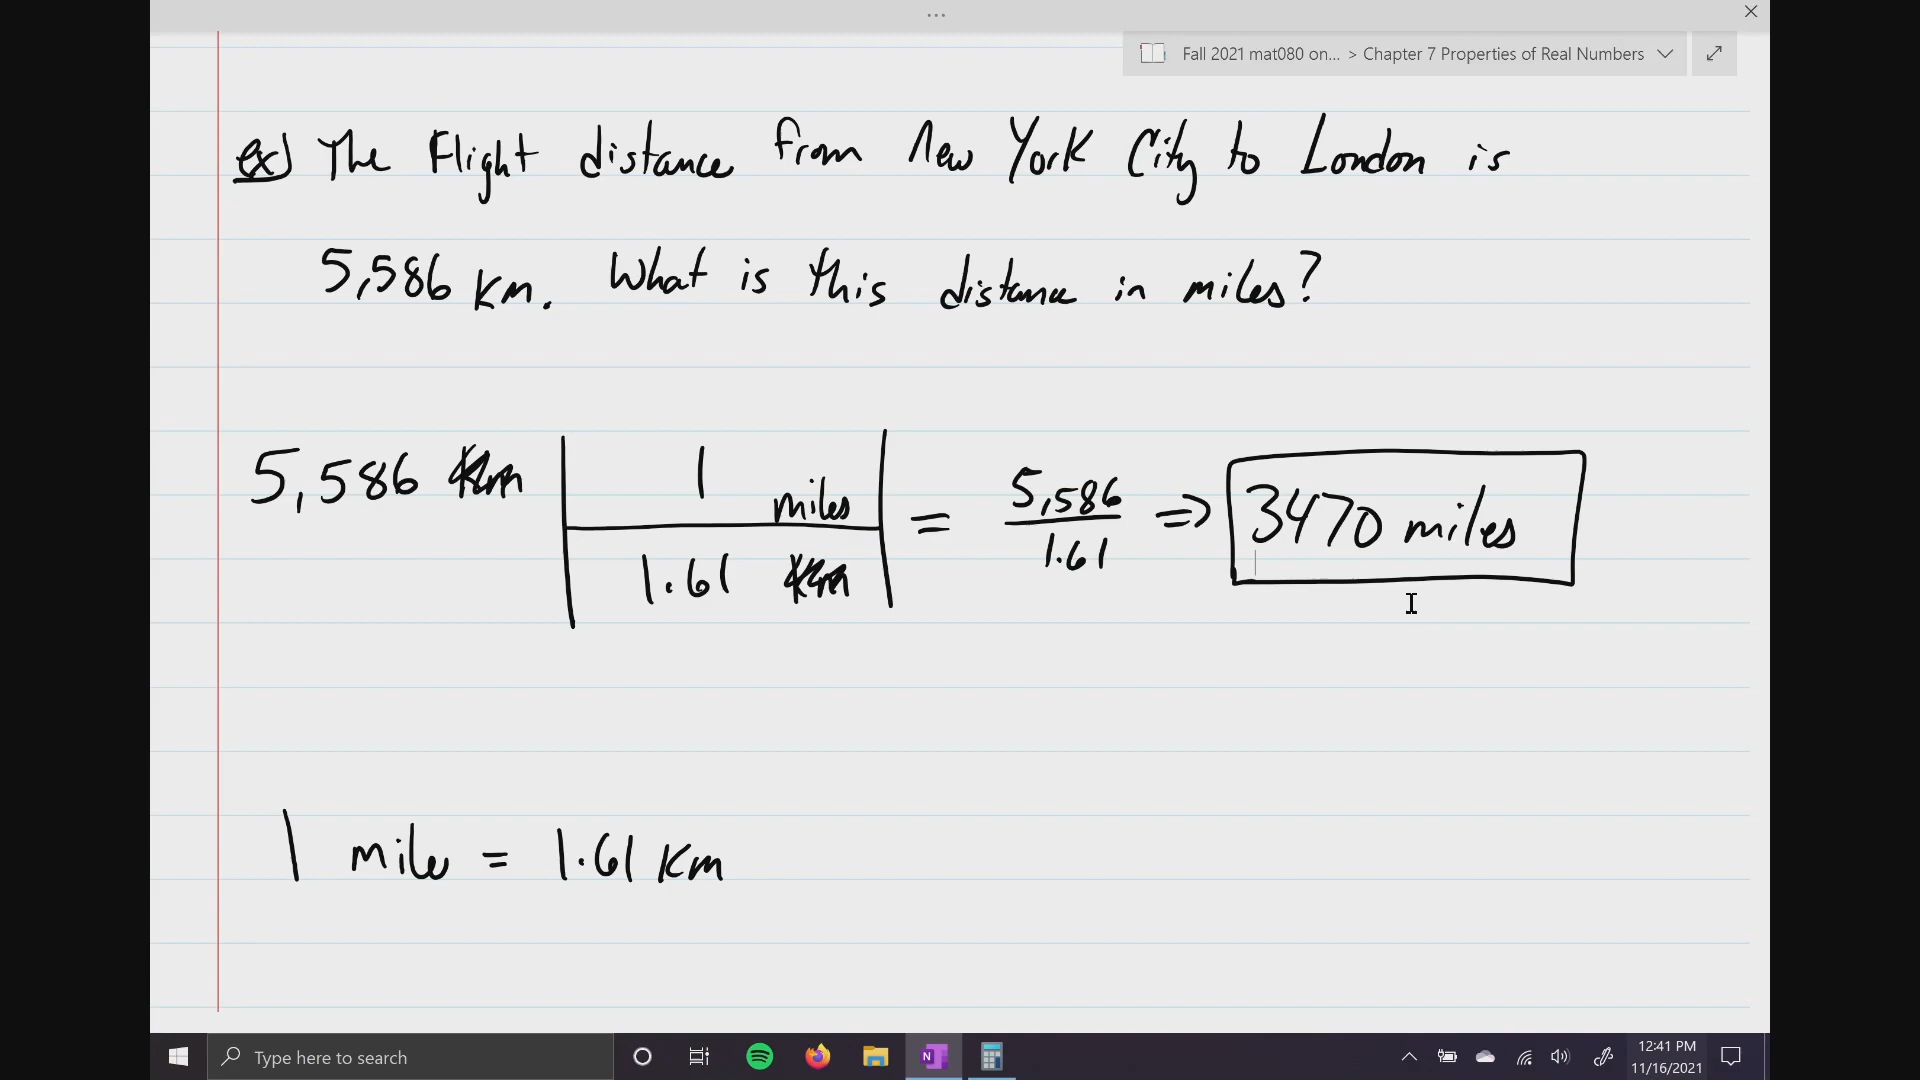 ...
Fall 2021 mat080 on... > Chapter 7 Properties of Real Numbers
ex) The Flight distance from New York City to London is
5,586 km. What is this distance in miles?
5,586 km | 1 miles / 1.61 km | = 5,586 / 1.61 => 3470 miles
1 mile = 1.61 km
Type here to search
N
12:41 PM
11/16/2021